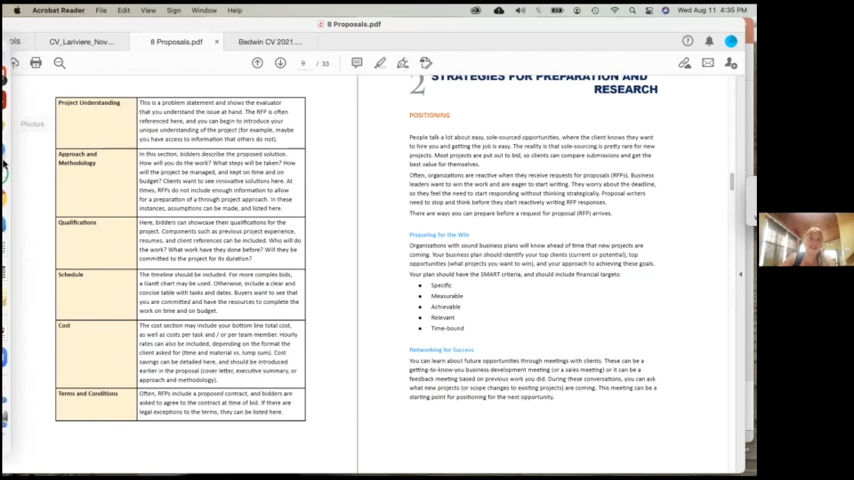 Acrobat Reader File Edit View Sign Window Help
Wed Aug 11 4:35 PM
8 Proposals.pdf
ols CV_Lariviere_Nov... 8 Proposals.pdf × Bedwin CV 2021....
9 / 33
Photos
Project Understanding
This is a problem statement and shows the evaluator
that you understand the issue at hand. The RFP is often
referenced here, and you can begin to introduce your
unique understanding of the project (for example, maybe
you have access to information that others do not).
Approach and
Methodology
In this section, bidders describe the proposed solution.
How will you do the work? What steps will be taken? How
will the project be managed, and kept on time and on
budget? Clients want to see innovative solutions here. At
times, RFPs do not include enough information to allow
for a preparation of a through project approach. In these
instances, assumptions can be made, and listed here.
Qualifications
Here, bidders can showcase their qualifications for the
project. Components such as previous project experience,
resumes, and client references can be included. Who will do
the work? What work have they done before? Will they be
committed to the project for its duration?
Schedule
The timeline should be included. For more complex bids,
a Gantt chart may be used. Otherwise, include a clear and
concise table with tasks and dates. Buyers want to see that
you are committed and have the resources to complete the
work on time and on budget.
Cost
The cost section may include your bottom line total cost,
as well as costs per task and / or per team member. Hourly
rates can also be included, depending on the format the
client asked for (time and material vs. lump sum). Cost
savings can be detailed here, and should be introduced
earlier in the proposal (cover letter, executive summary, or
approach and methodology).
Terms and Conditions
Often, RFPs include a proposed contract, and bidders are
asked to agree to the contract at time of bid. If there are
legal exceptions to the terms, they can be listed here.
2 STRATEGIES FOR PREPARATION AND
RESEARCH
POSITIONING
People talk a lot about easy, sole-sourced opportunities, where the client knows they want
to hire you and getting the job is easy. The reality is that sole-sourcing is pretty rare for new
projects. Most projects are put out to bid, so clients can compare submissions and get the
best value for themselves.
Often, organizations are reactive when they receive requests for proposals (RFPs). Business
leaders want to win the work and are eager to start writing. They worry about the deadline,
so they feel the need to start responding without thinking strategically. Proposal writers
need to stop and think before they start reactively writing RFP responses.
There are ways you can prepare before a request for proposal (RFP) arrives.
Preparing for the Win
Organizations with sound business plans will know ahead of time that new projects are
coming. Your business plan should identify your top clients (current or potential), top
opportunities (what projects you want to win), and your approach to achieving these goals.
Your plan should have the SMART criteria, and should include financial targets:
• Specific
• Measurable
• Achievable
• Relevant
• Time-bound
Networking for Success
You can learn about future opportunities through meetings with clients. These can be a
getting-to-know-you business development meeting (or a sales meeting) or it can be a
feedback meeting based on previous work you did. During these conversations, you can ask
what new projects (or scope changes to existing projects) are coming. This meeting can be a
starting point for positioning for the next opportunity.